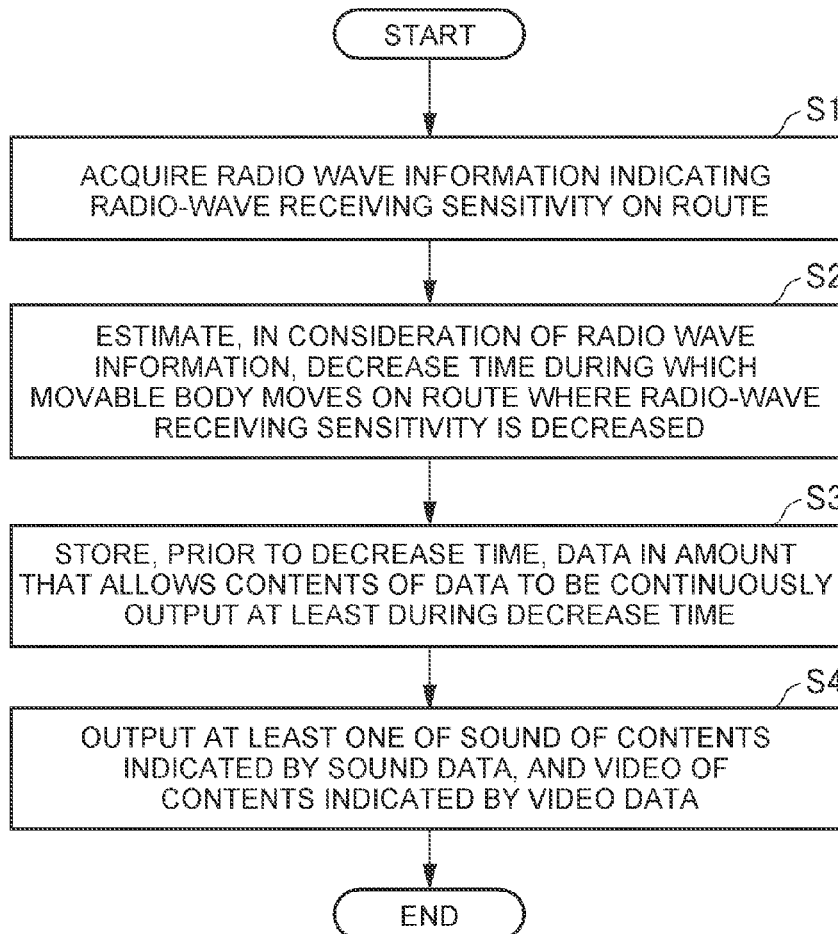 START
S1
ACQUIRE RADIO WAVE INFORMATION INDICATING
RADIO-WAVE RECEIVING SENSITIVITY ON ROUTE
S2
ESTIMATE, IN CONSIDERATION OF RADIO WAVE
INFORMATION, DECREASE TIME DURING WHICH
MOVABLE BODY MOVES ON ROUTE WHERE RADIO-WAVE
RECEIVING SENSITIVITY IS DECREASED
S3
STORE, PRIOR TO DECREASE TIME, DATA IN AMOUNT
THAT ALLOWS CONTENTS OF DATA TO BE CONTINUOUSLY
OUTPUT AT LEAST DURING DECREASE TIME
S4
OUTPUT AT LEAST ONE OF SOUND OF CONTENTS
INDICATED BY SOUND DATA, AND VIDEO OF
CONTENTS INDICATED BY VIDEO DATA
END